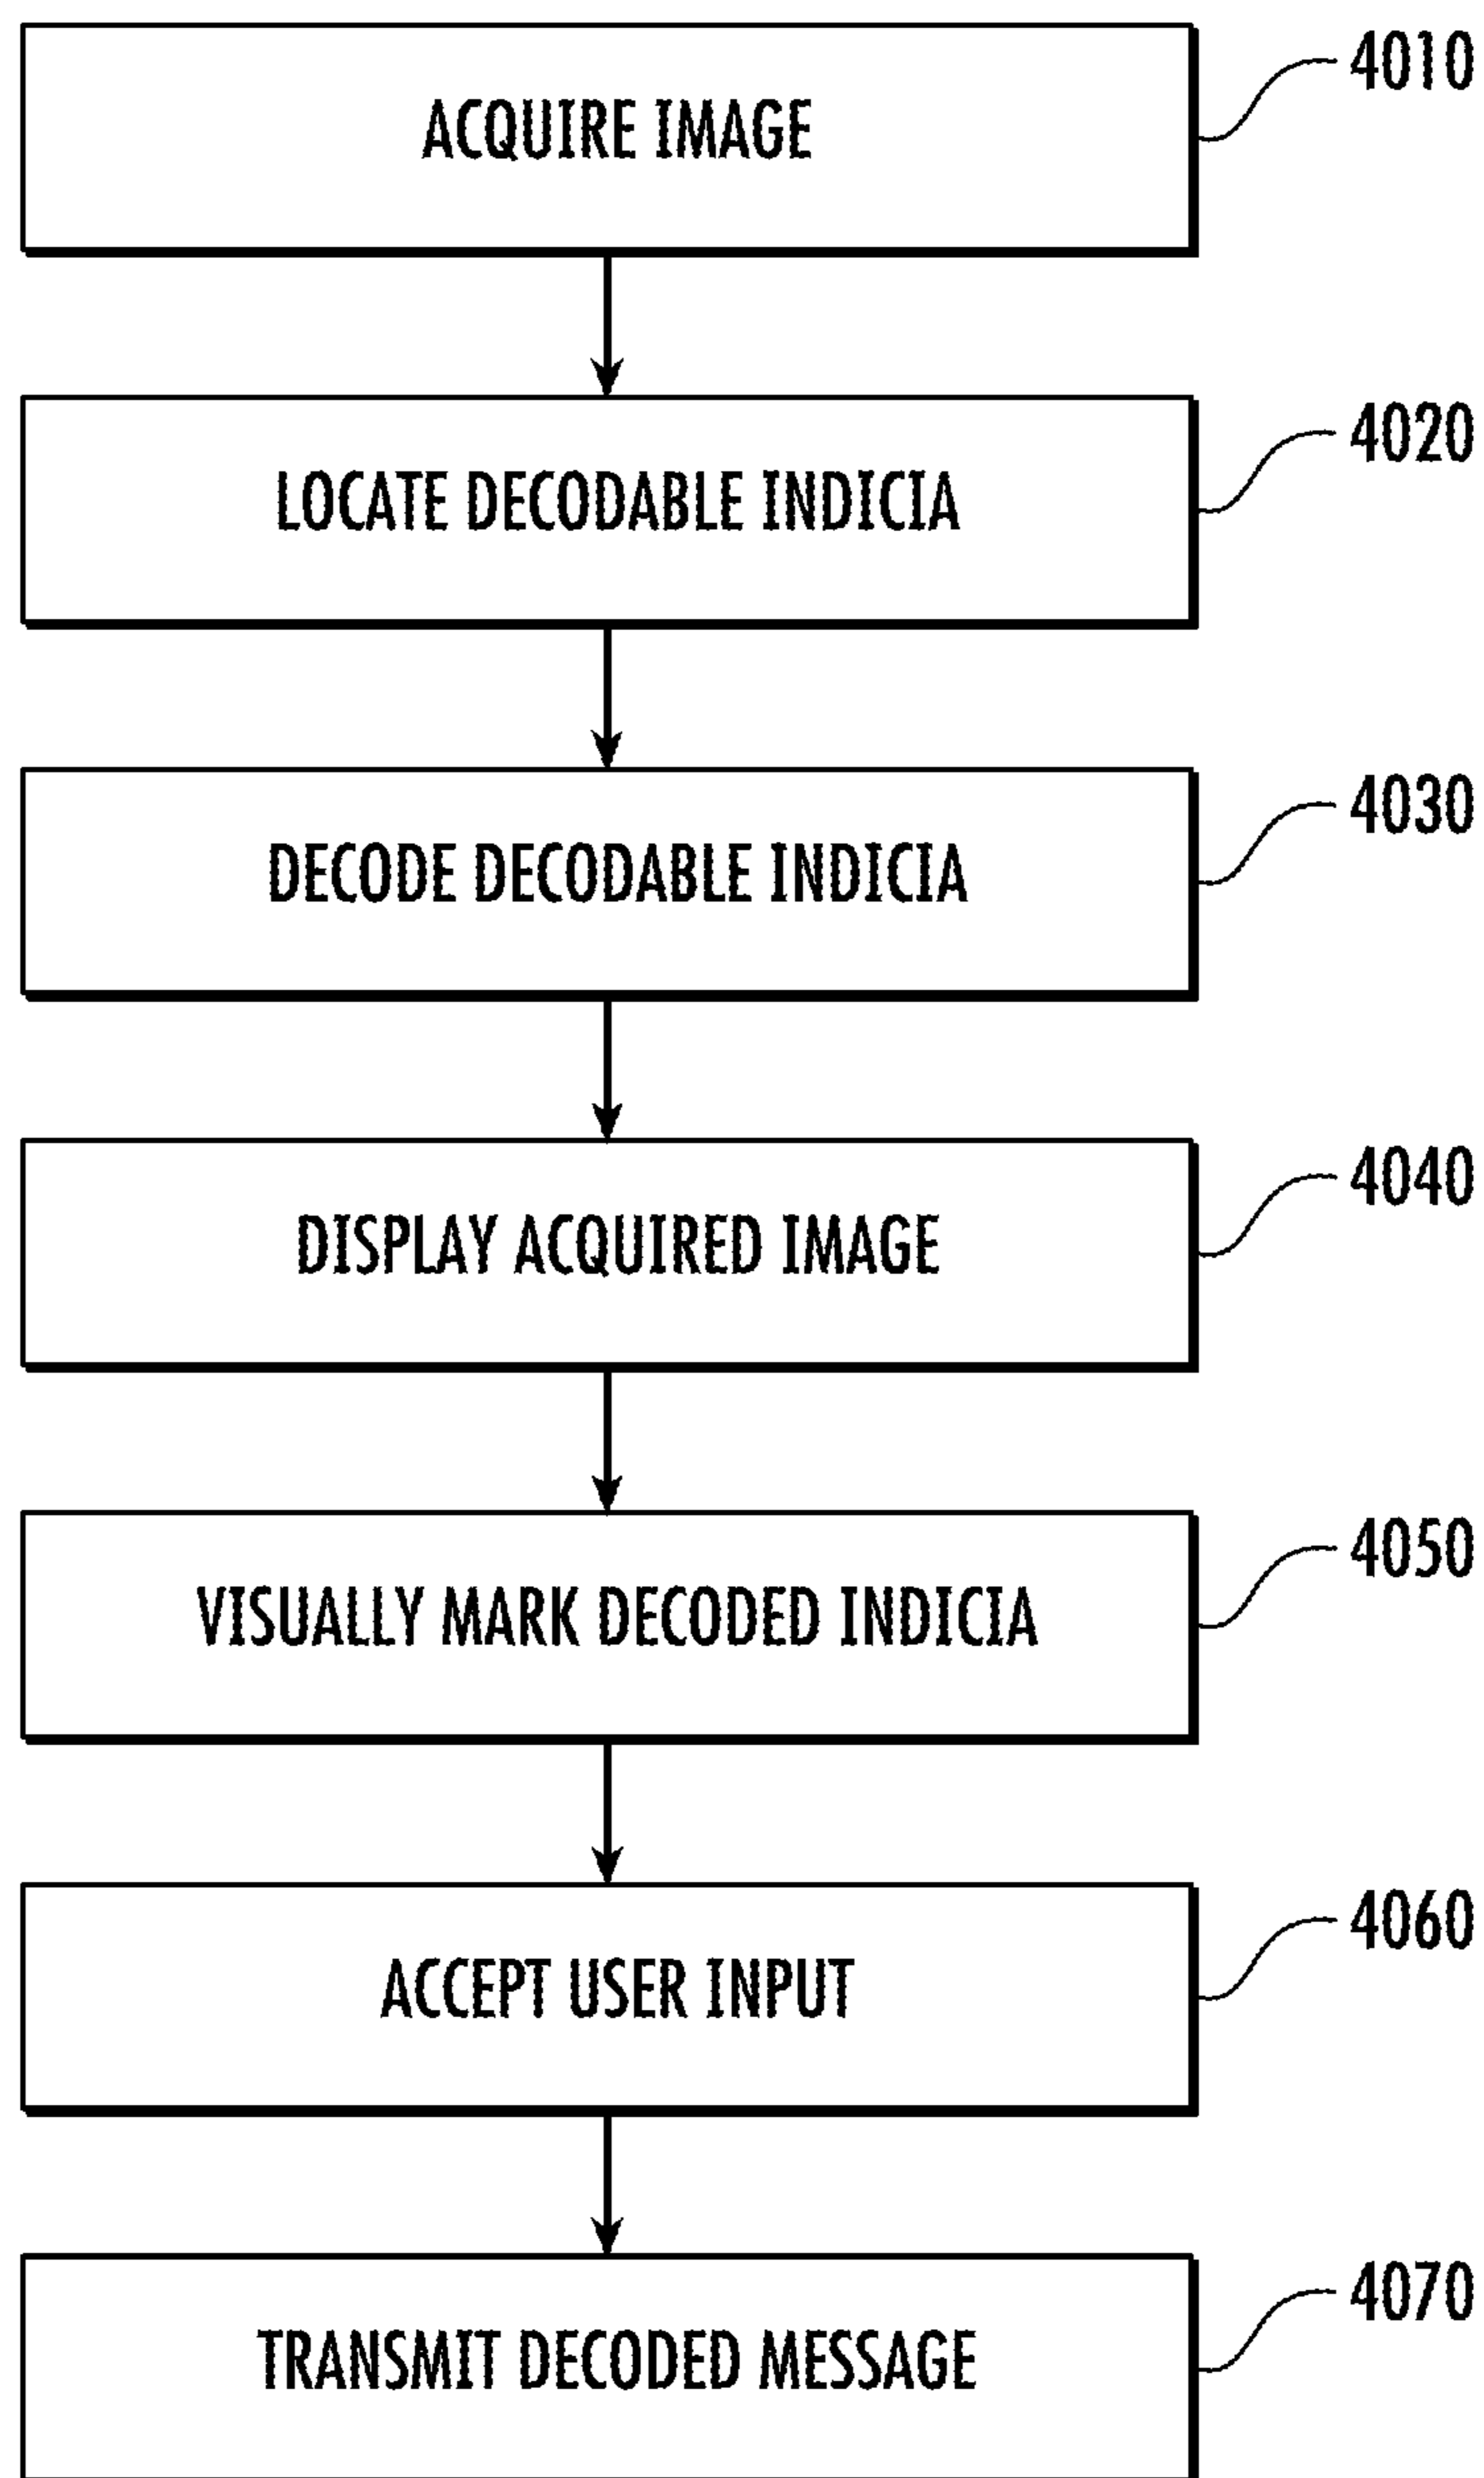 ACQUIRE IMAGE 4010
LOCATE DECODABLE INDICIA 4020
DECODE DECODABLE INDICIA 4030
DISPLAY ACQUIRED IMAGE 4040
VISUALLY MARK DECODED INDICIA 4050
ACCEPT USER INPUT 4060
TRANSMIT DECODED MESSAGE 4070